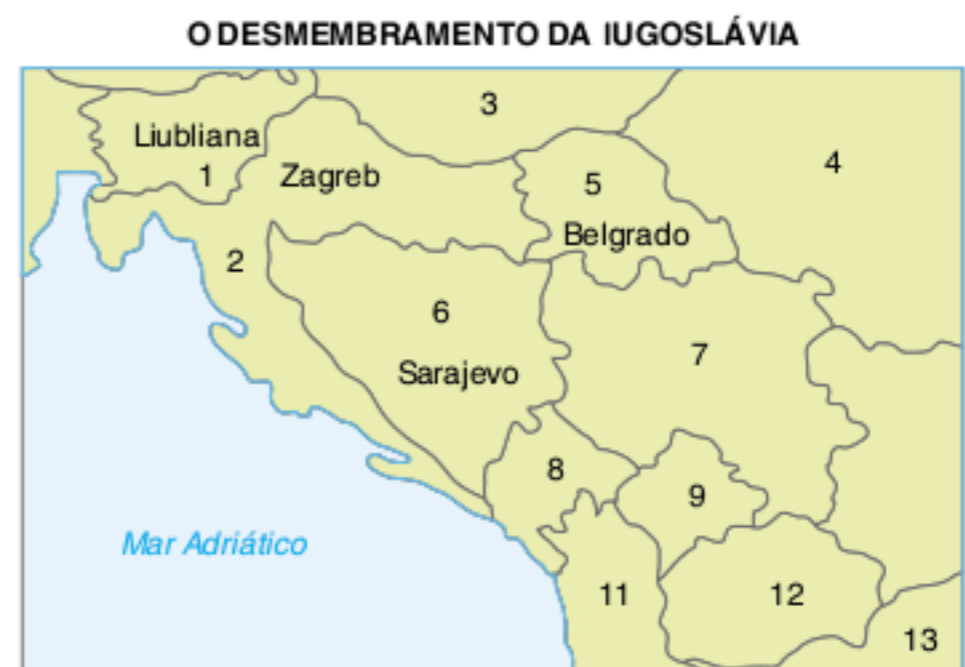 O DESMEMBRAMENTO DA IUGOSLÁVIA
3
Liubliana
1
Zagreb
4
5
Belgrado
2
6
Sarajevo
7
8
9
Mar Adriático
11
12
13